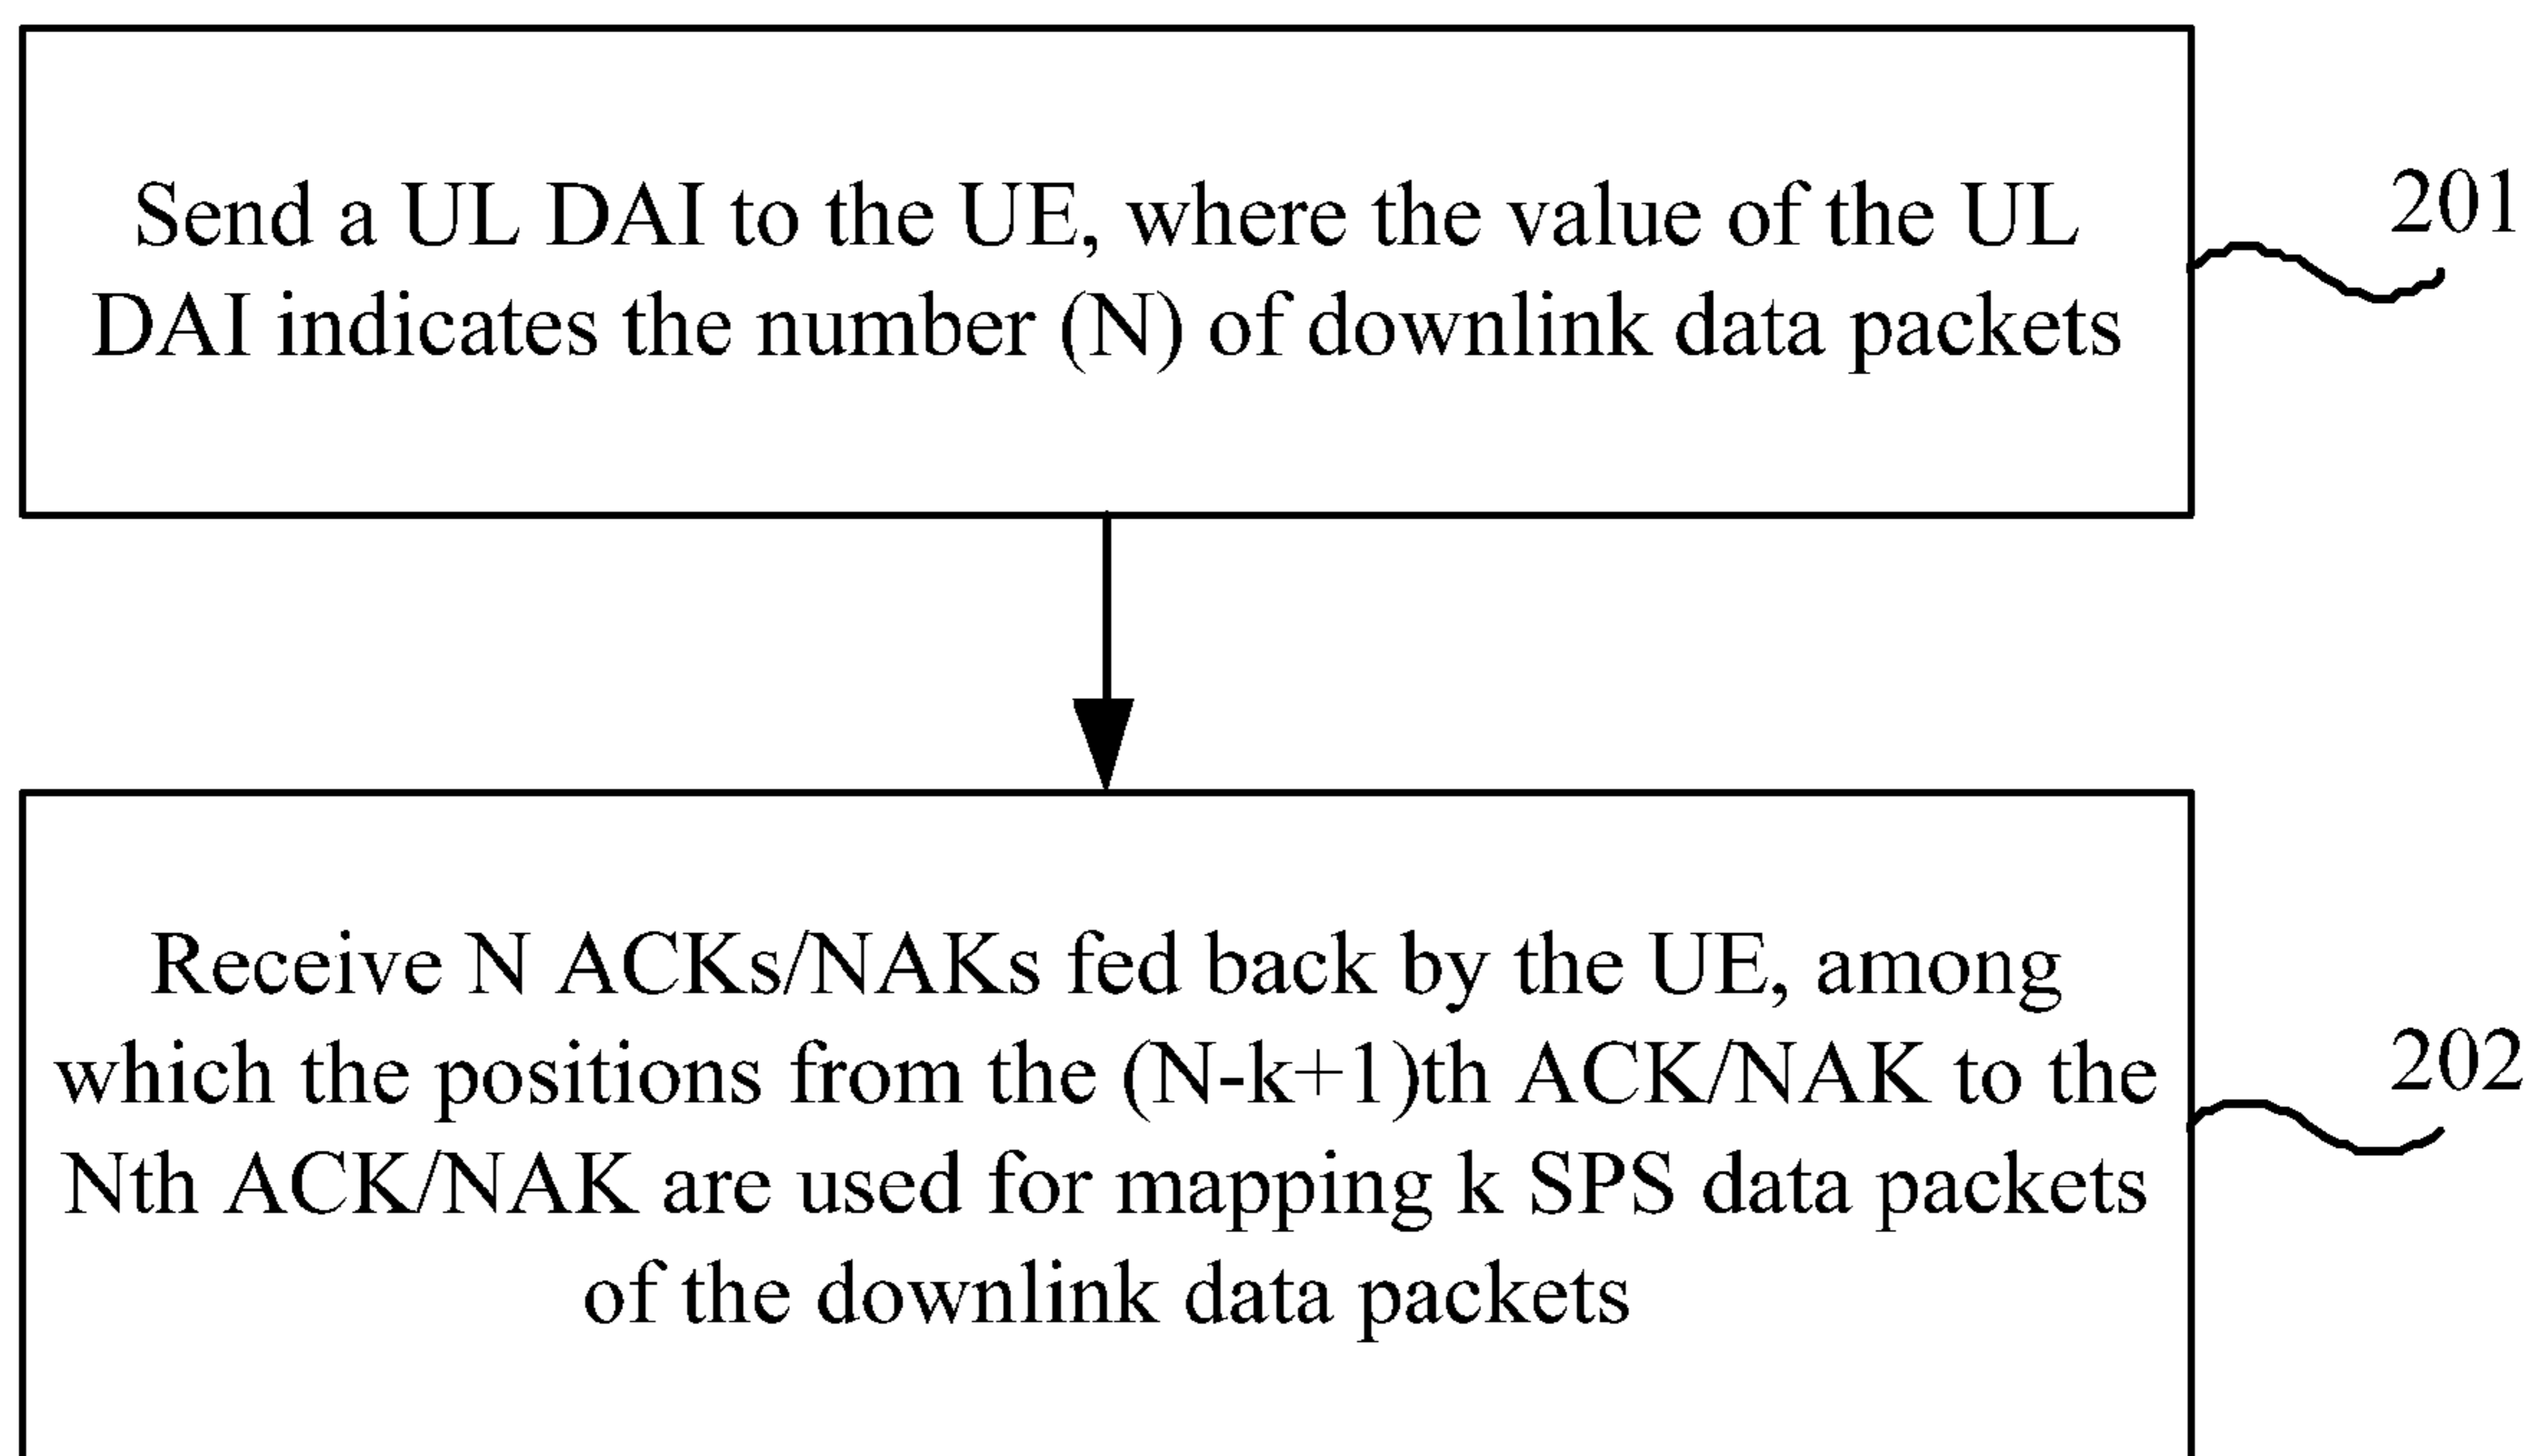 Send a UL DAI to the UE, where the value of the UL
DAI indicates the number (N) of downlink data packets
201
Receive N ACKs/NAKs fed back by the UE, among
which the positions from the (N-k+1)th ACK/NAK to the
Nth ACK/NAK are used for mapping k SPS data packets
of the downlink data packets
202